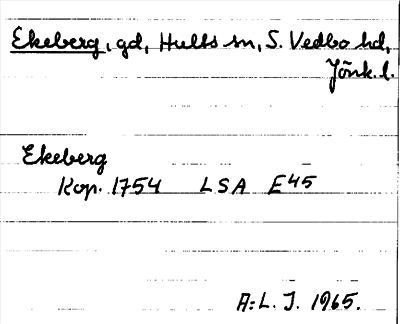 Ekeberg, gd, Hults sn, S. Vedbo hd,
Jönk. l.
Ekeberg
Kop. 1754 LSA E45
A:L. J. 1965.